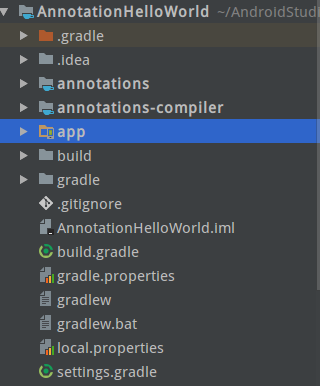 AnnotationHelloWorld ~/AndroidStudi
.gradle
.idea
annotations
annotations-compiler
app
build
gradle
.gitignore
AnnotationHelloWorld.iml
build.gradle
gradle.properties
gradlew
gradlew.bat
local.properties
settings.gradle